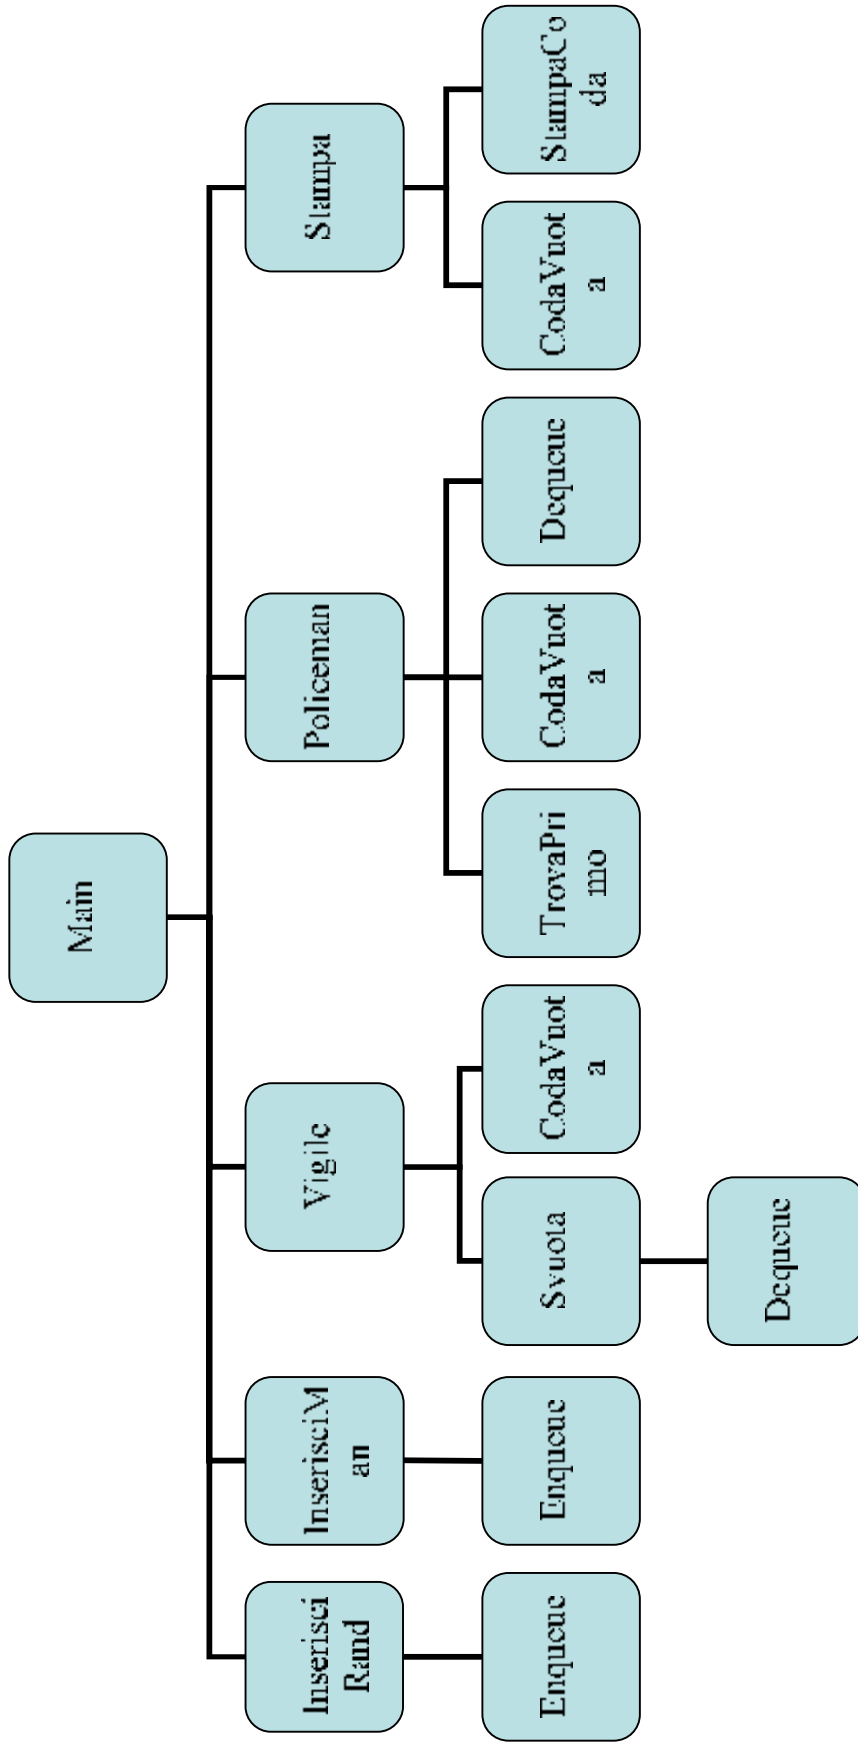 Main
Inserisci
Rand
InserisciM
an
Vigile
Policeman
Stampa
Enqueue
Enqueue
Svuota
CodaVuot
a
TrovaPri
mo
CodaVuot
a
Dequeue
CodaVuot
a
StampaCo
da
Dequeue